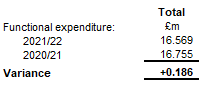 Total
Functional expenditure: £m
2021/22 16.569
2020/21 16.755
Variance +0.186